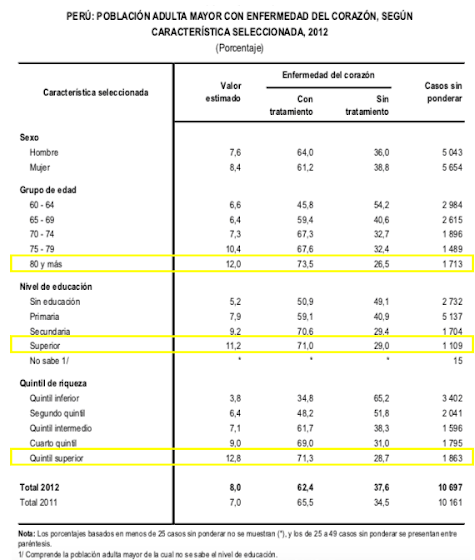 PERÚ: POBLACIÓN ADULTA MAYOR CON ENFERMEDAD DEL CORAZÓN, SEGÚN
CARACTERÍSTICA SELECCIONADA, 2012
(Porcentaje)
Característica seleccionada Valor estimado Enfermedad del corazón Con tratamiento Sin tratamiento Casos sin ponderar
Sexo
Hombre 7,6 64,0 36,0 5 043
Mujer 8,4 61,2 38,8 5 654
Grupo de edad
60 - 64 6,6 45,8 54,2 2 984
65 - 69 6,4 59,4 40,6 2 615
70 - 74 7,3 67,3 32,7 1 896
75 - 79 10,4 67,6 32,4 1 489
80 y más 12,0 73,5 26,5 1 713
Nivel de educación
Sin educación 5,2 50,9 49,1 2 732
Primaria 7,9 59,1 40,9 5 137
Secundaria 9,2 70,6 29,4 1 704
Superior 11,2 71,0 29,0 1 109
No sabe 1/ * * * 15
Quintil de riqueza
Quintil inferior 3,8 34,8 65,2 3 402
Segundo quintil 6,4 48,2 51,8 2 041
Quintil intermedio 7,1 61,7 38,3 1 596
Cuarto quintil 9,0 69,0 31,0 1 795
Quintil superior 12,8 71,3 28,7 1 863
Total 2012 8,0 62,4 37,6 10 697
Total 2011 7,0 65,5 34,5 10 161
Nota: Los porcentajes basados en menos de 25 casos sin ponderar no se muestran (*), y los de 25 a 49 casos sin ponderar se presentan entre
paréntesis.
1/ Comprende la población adulta mayor de la cual no se sabe el nivel de educación.